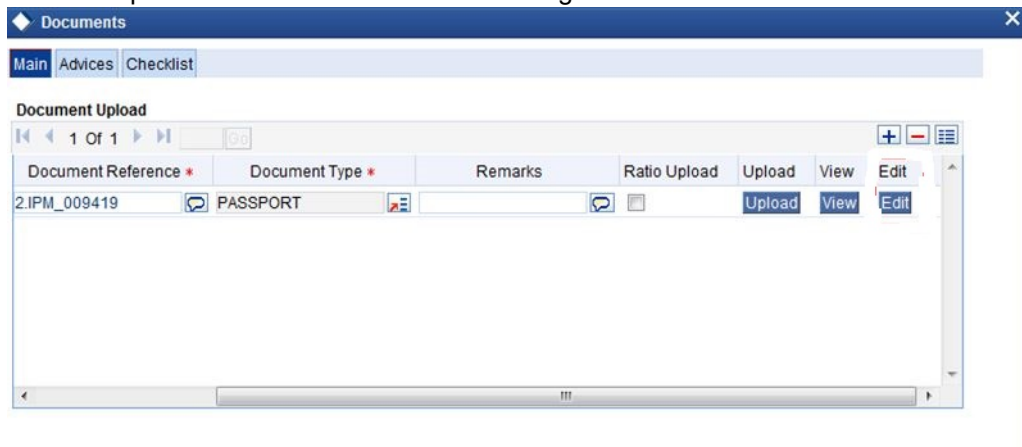 Documents
Main Advices Checklist
Document Upload
1 Of 1 Go
Document Reference * Document Type * Remarks Ratio Upload Upload View Edit
2.IPM_009419 PASSPORT Upload View Edit